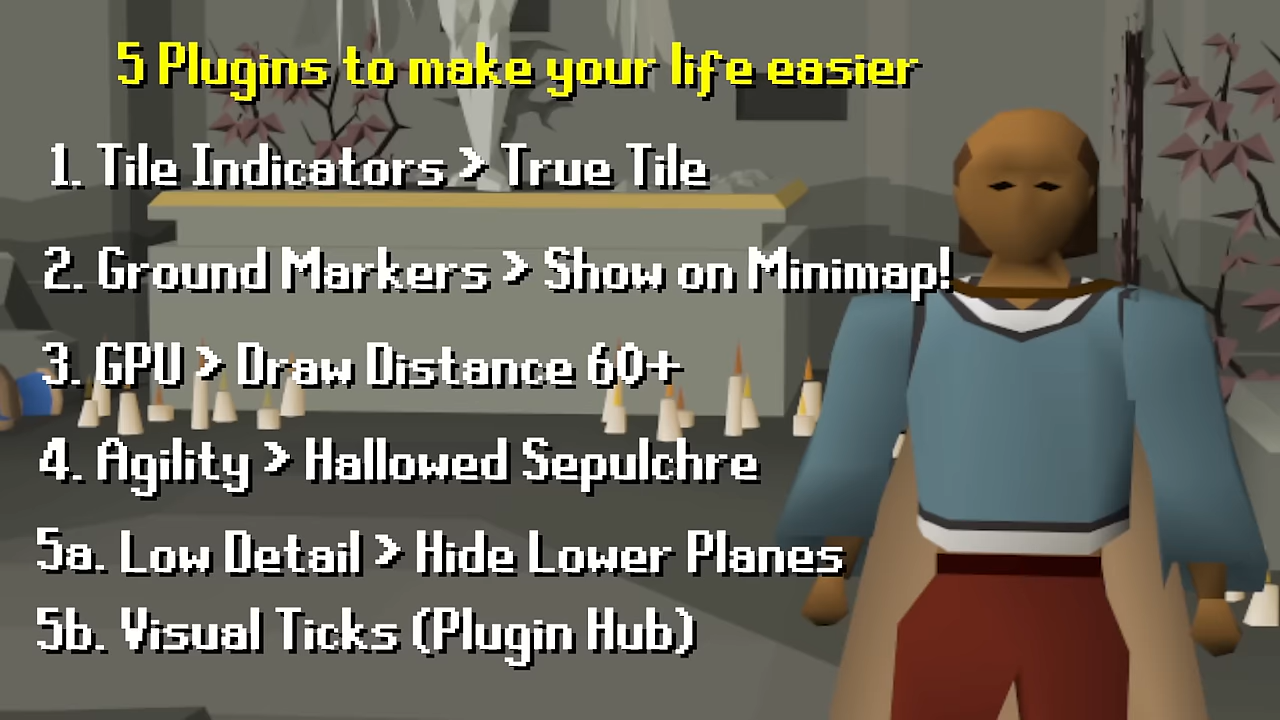 5 Plugins to make your life easier
1. Tile Indicators > True Tile
2. Ground Markers > Show on Minimap!
3. GPU > Draw Distance 60+
4. Agility > Hallowed Sepulchre
5a. Low Detail > Hide Lower Planes
5b. Visual Ticks (Plugin Hub)